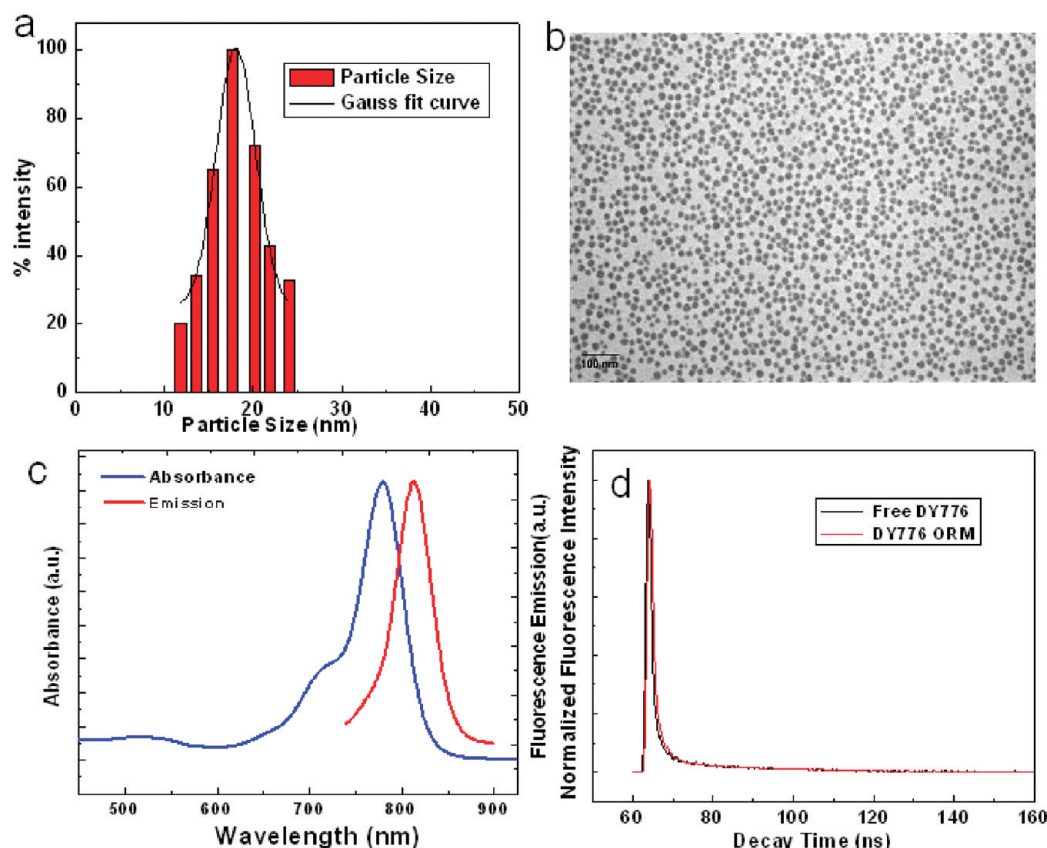 a
100
80
60
40
20
0
% intensity
Particle Size
Gauss fit curve
0 10 20 30 40 50
Particle Size (nm)
b
100 nm
c
Absorbance
Emission
Absorbance (a.u.)
Fluorescence Emission(a.u.)
500 600 700 800 900
Wavelength (nm)
d
Free DY776
DY776 ORM
Normalized Fluorescence Intensity
60 80 100 120 140 160
Decay Time (ns)